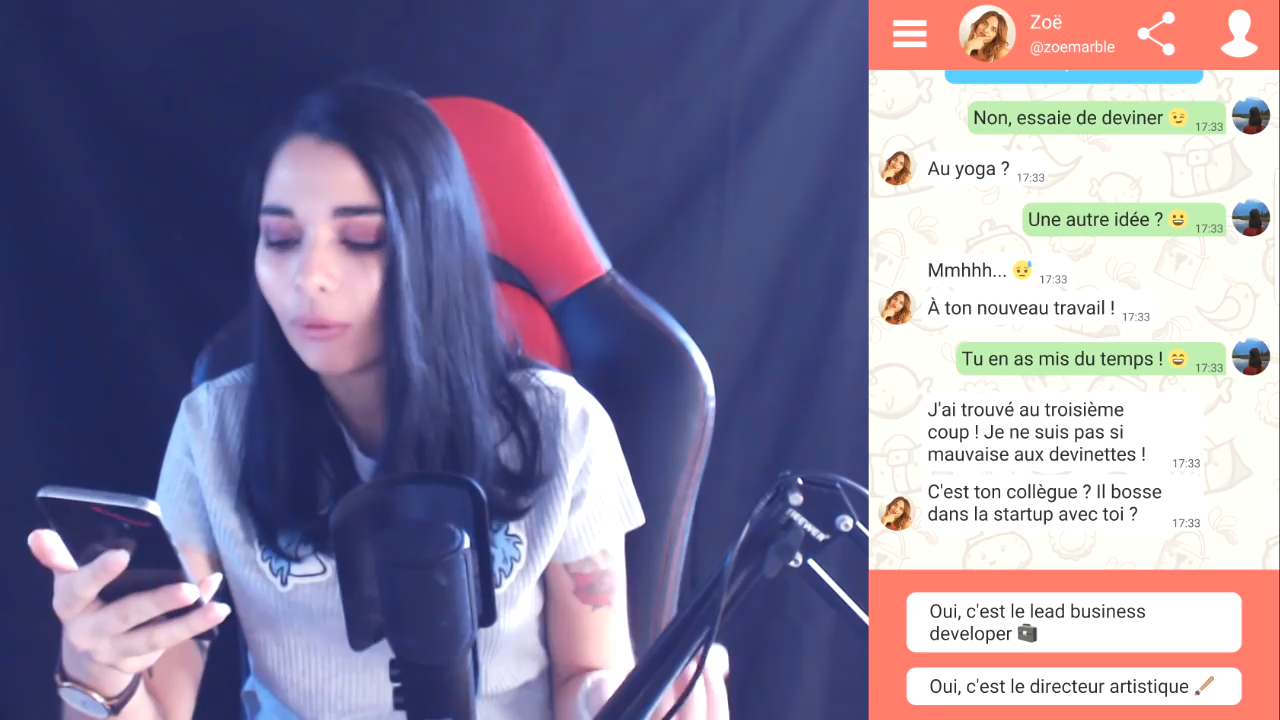 Zoë
@zoemarble
Non, essaie de deviner 😉 17:33
Au yoga ? 17:33
Une autre idée ? 😀 17:33
Mmhhh... 😓 17:33
À ton nouveau travail ! 17:33
Tu en as mis du temps ! 😄 17:33
J'ai trouvé au troisième
coup ! Je ne suis pas si
mauvaise aux devinettes ! 17:33
C'est ton collègue ? Il bosse
dans la startup avec toi ? 17:33
Oui, c'est le lead business
developer 💼
Oui, c'est le directeur artistique 🖌️
NEEWER